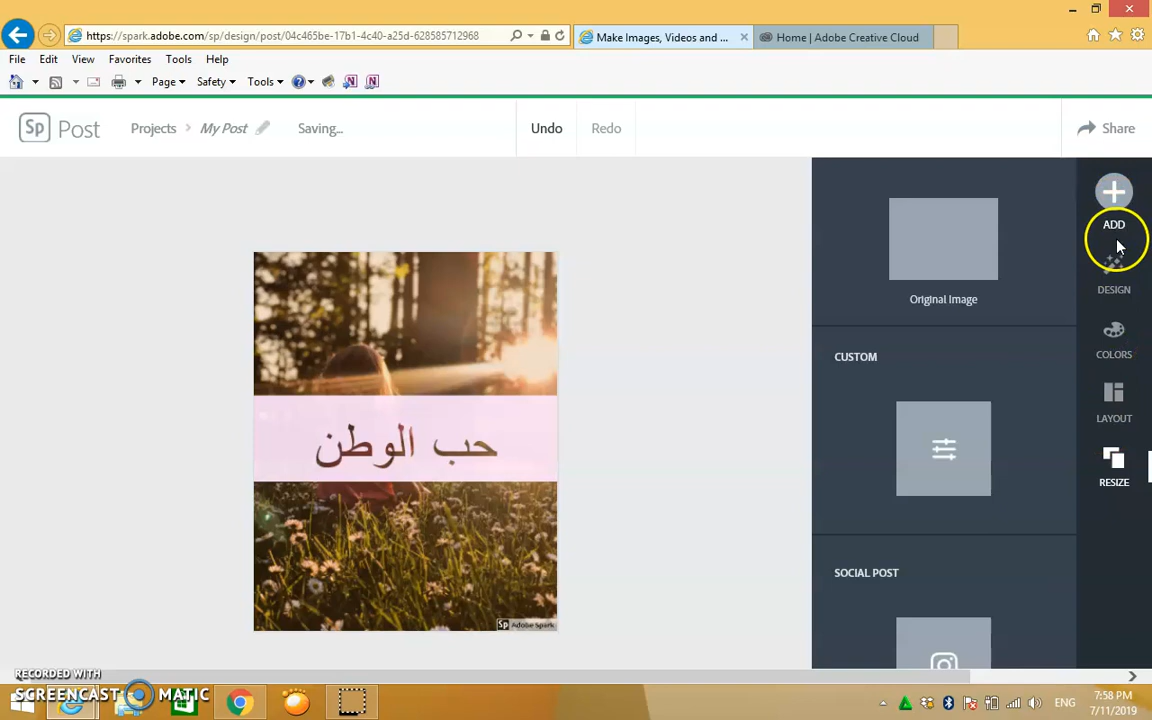 https://spark.adobe.com/sp/design/post/04c465be-17b1-4c40-a25d-628585712968
Make Images, Videos and ...
Home | Adobe Creative Cloud
File Edit View Favorites Tools Help
Page Safety Tools
Sp Post Projects My Post Saving... Undo Redo Share
ADD
DESIGN
Original Image
COLORS
CUSTOM
LAYOUT
حب الوطن
RESIZE
SOCIAL POST
Sp Adobe Spark
RECORDED WITH
SCREENCAST MATIC
ENG
7:58 PM
7/11/2019